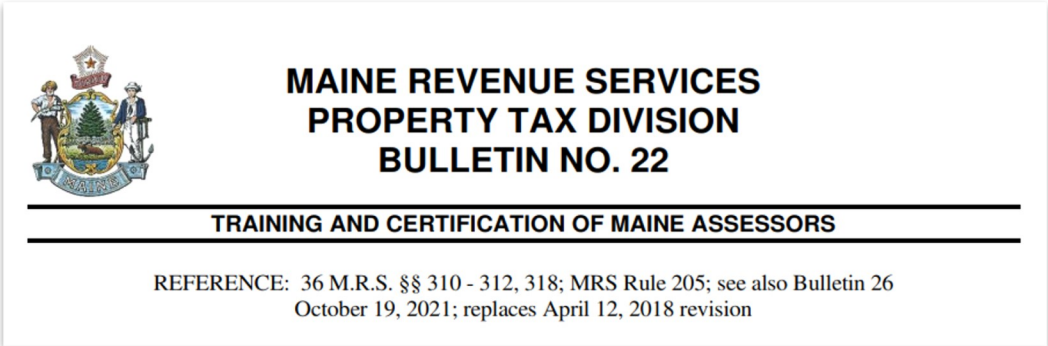 MAINE REVENUE SERVICES
PROPERTY TAX DIVISION
BULLETIN NO. 22
MAINE
TRAINING AND CERTIFICATION OF MAINE ASSESSORS
REFERENCE: 36 M.R.S. §§ 310 - 312, 318; MRS Rule 205; see also Bulletin 26
October 19, 2021; replaces April 12, 2018 revision